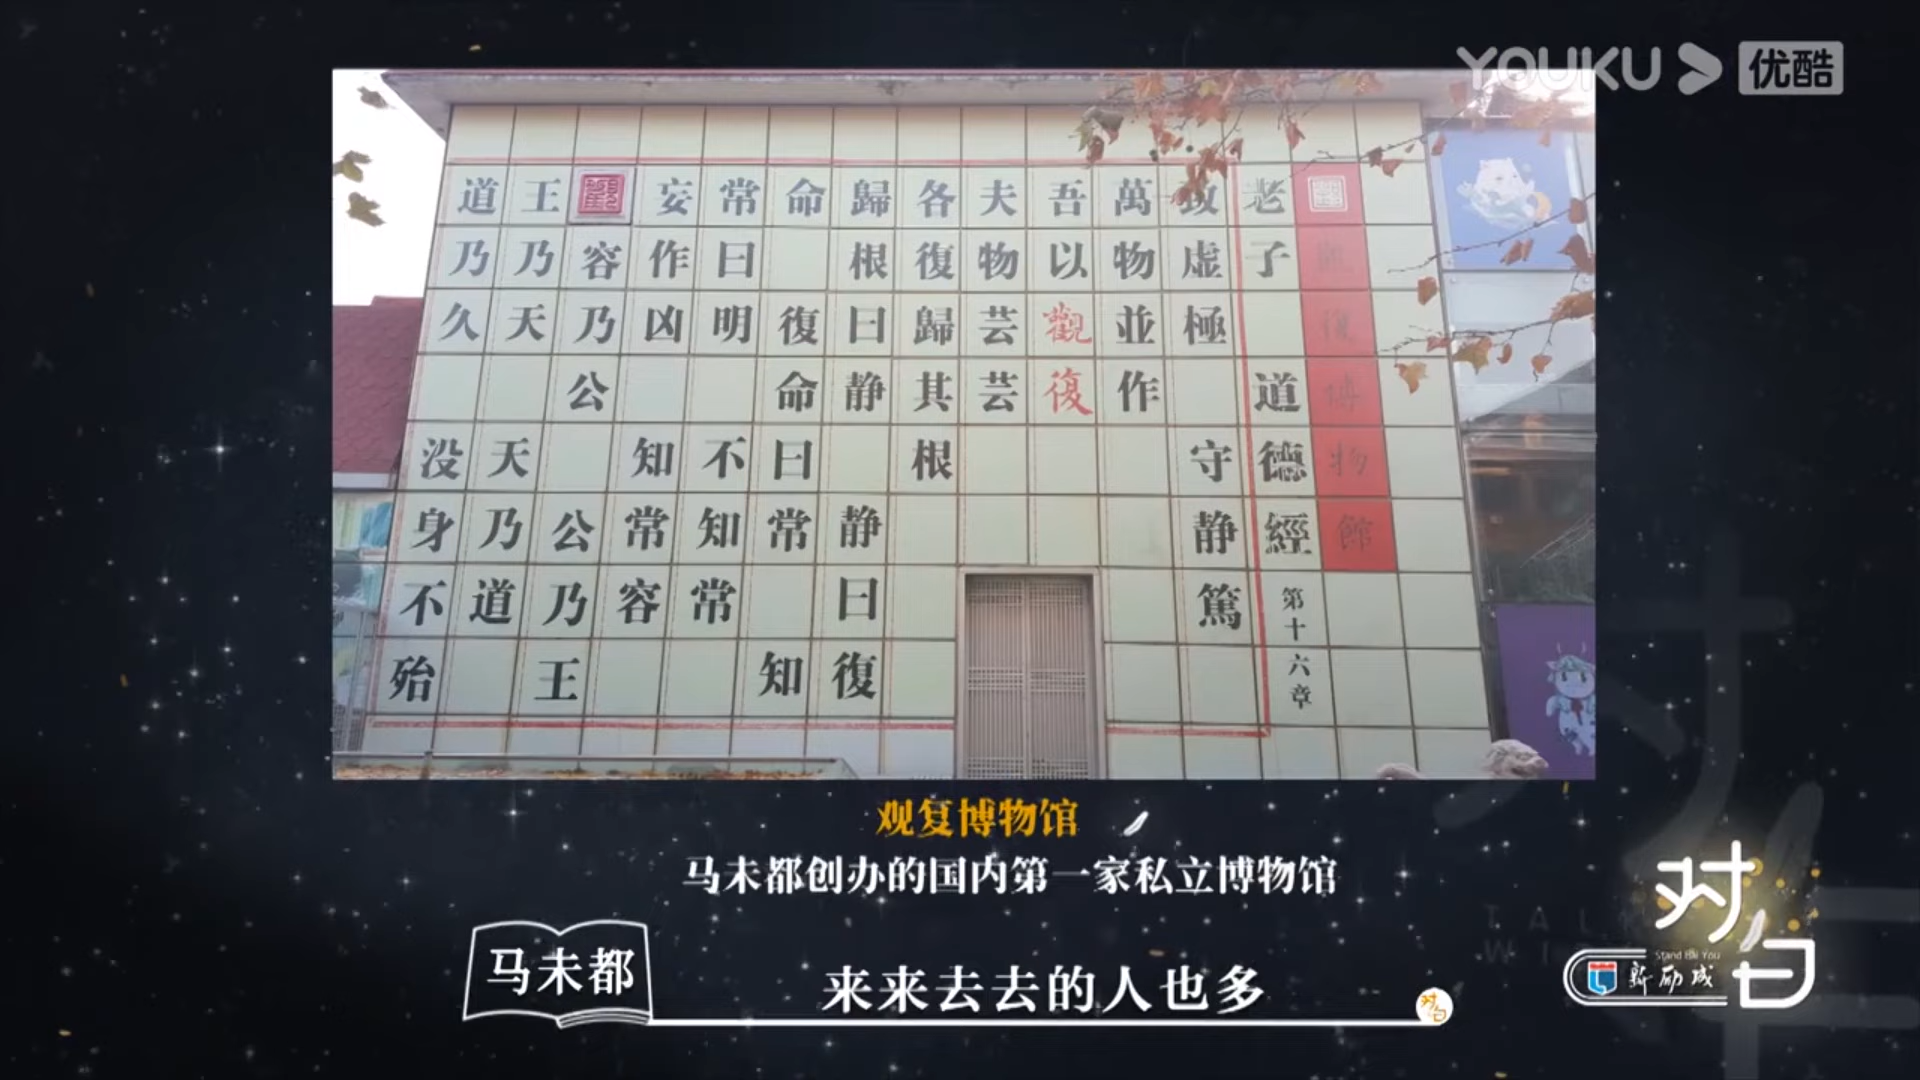 YOUKU 优酷
觀復博物館
老子 道德經 第十六章
致虚極 守静篤
萬物並作
吾以觀復
夫物芸芸
各復歸其根
歸根曰静 静曰復
命 復命曰常 知
常曰明 不知常
妄作凶 知常容
容乃公 公乃王
王乃天 天乃道
道乃久 没身不殆
观复博物馆
马未都创办的国内第一家私立博物馆
马未都
来来去去的人也多
对白
新励成